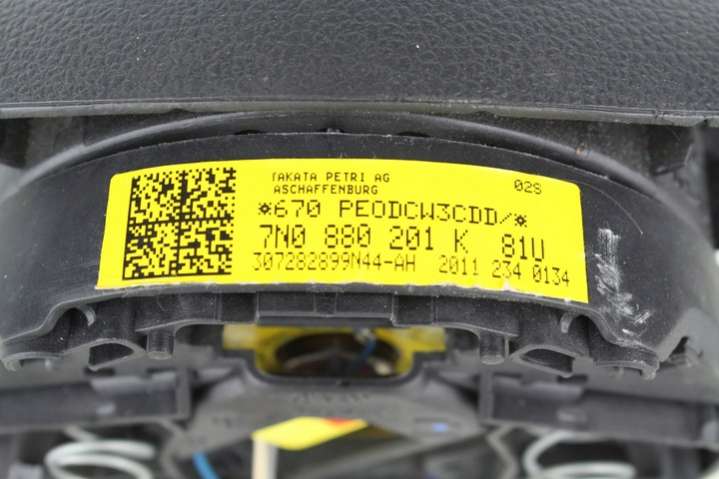 TAKATA PETRI AG
ASCHAFFENBURG 02S
*670 PEODCW3CDD/*
7N0 880 201 K 81U
307282899N44-AH 2011 234 0134